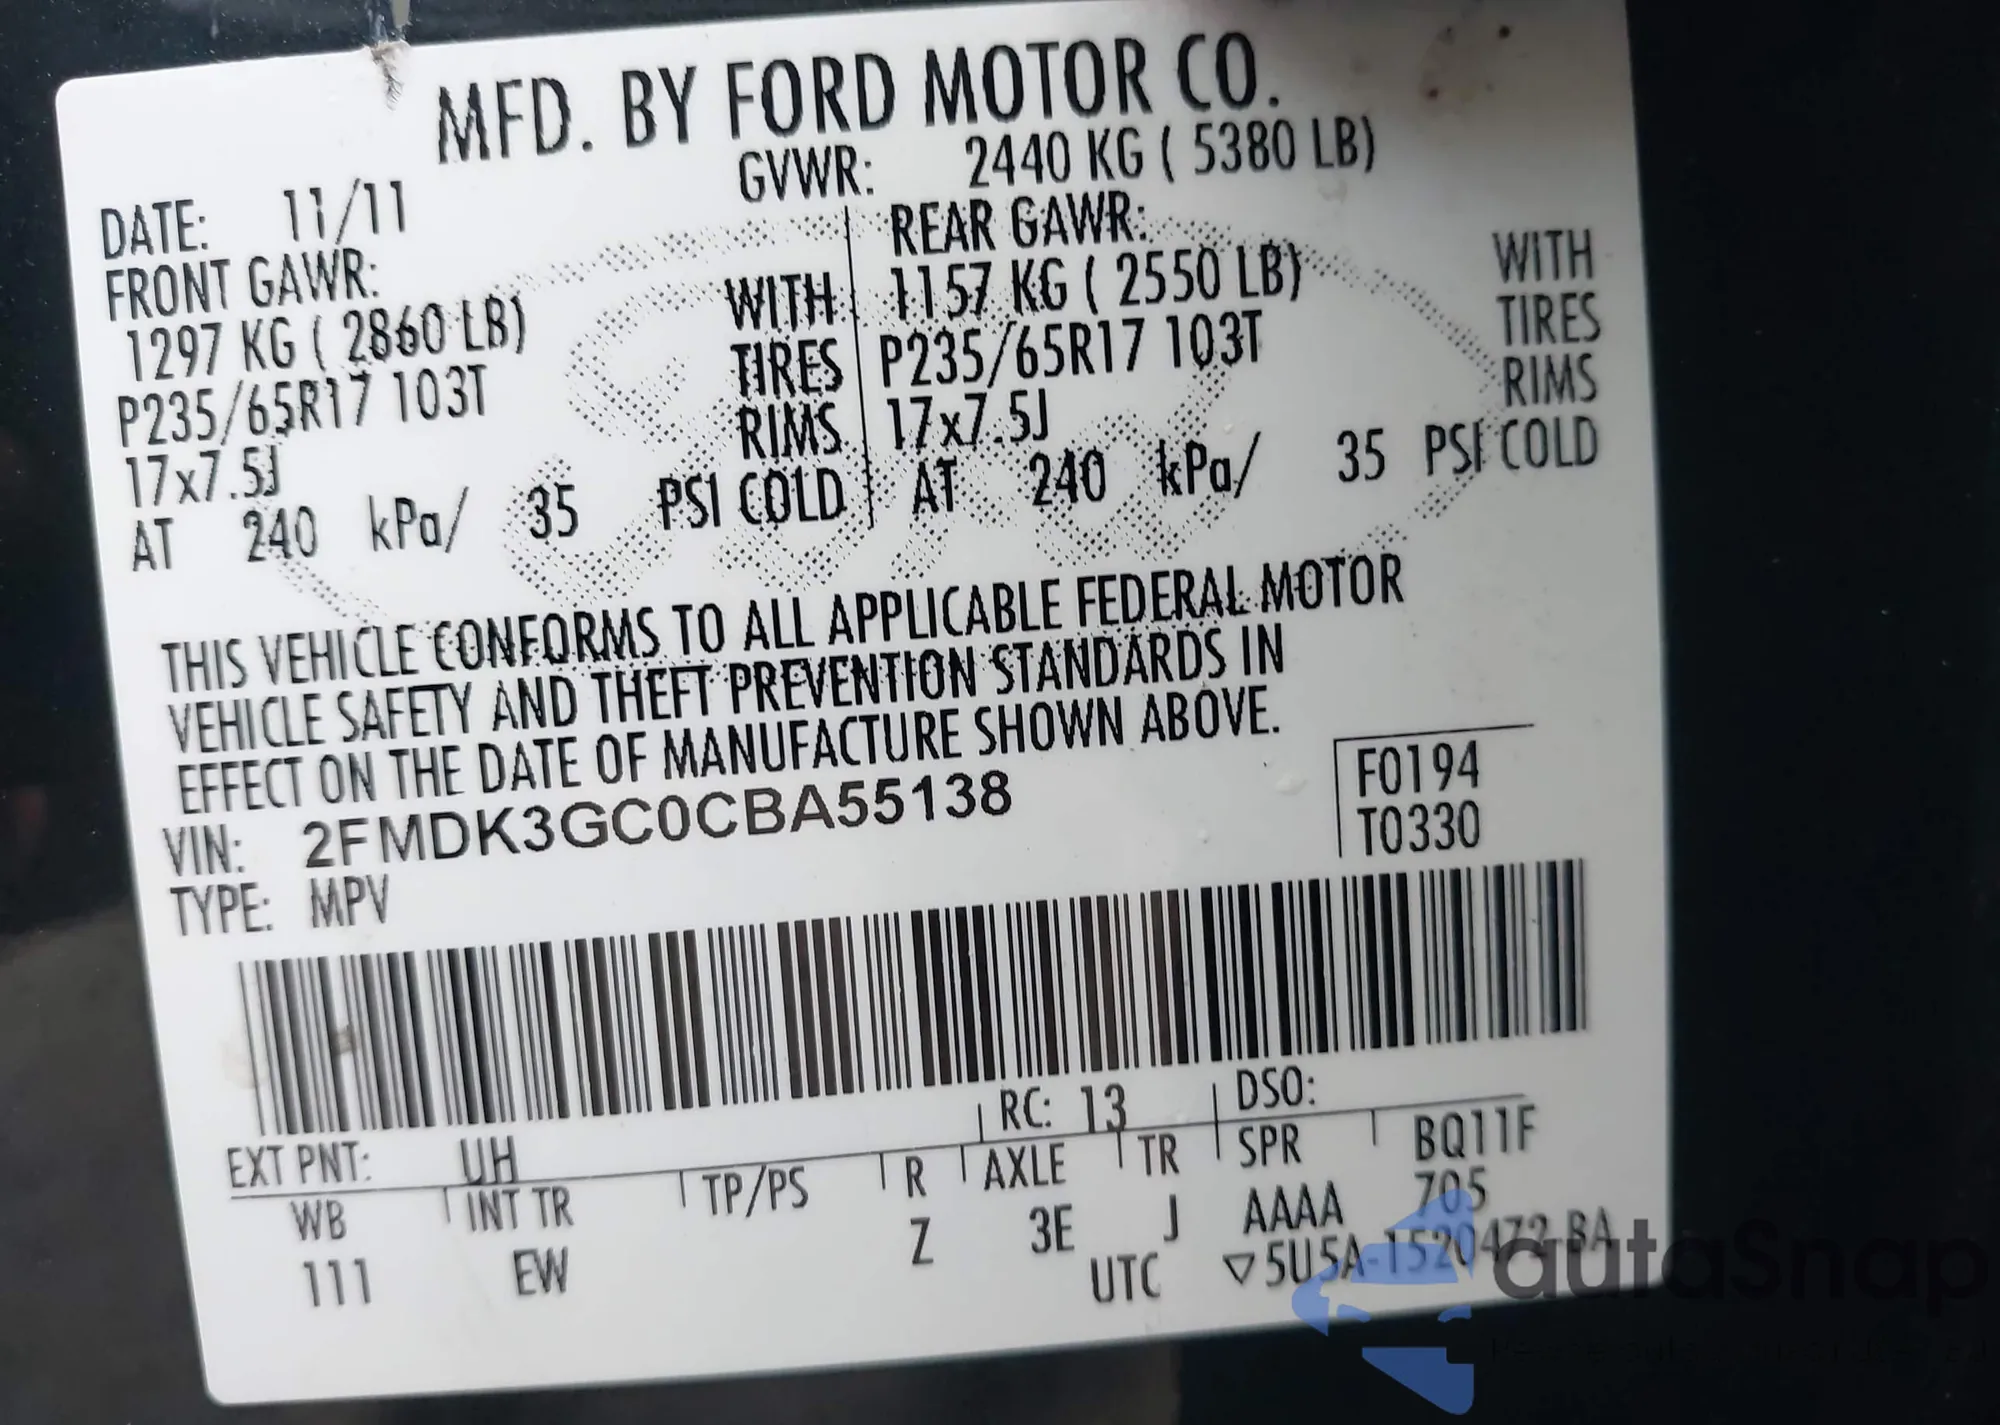 MFD. BY FORD MOTOR CO.
DATE: 11/11 GVWR: 2440 KG ( 5380 LB)
FRONT GAWR: REAR GAWR:
1297 KG ( 2860 LB) WITH 1157 KG ( 2550 LB) WITH
P235/65R17 103T TIRES P235/65R17 103T TIRES
17x7.5J RIMS 17x7.5J RIMS
AT 240 kPa/ 35 PSI COLD AT 240 kPa/ 35 PSI COLD
THIS VEHICLE CONFORMS TO ALL APPLICABLE FEDERAL MOTOR
VEHICLE SAFETY AND THEFT PREVENTION STANDARDS IN
EFFECT ON THE DATE OF MANUFACTURE SHOWN ABOVE.
VIN: 2FMDK3GC0CBA55138 F0194
TYPE: MPV T0330
EXT PNT: UH RC: 13 DSO:
WB INT TR TP/PS R AXLE TR SPR BQ11F
111 EW Z 3E J AAAA 705
UTC ▽5U5A-1520472-BA
autaSnap